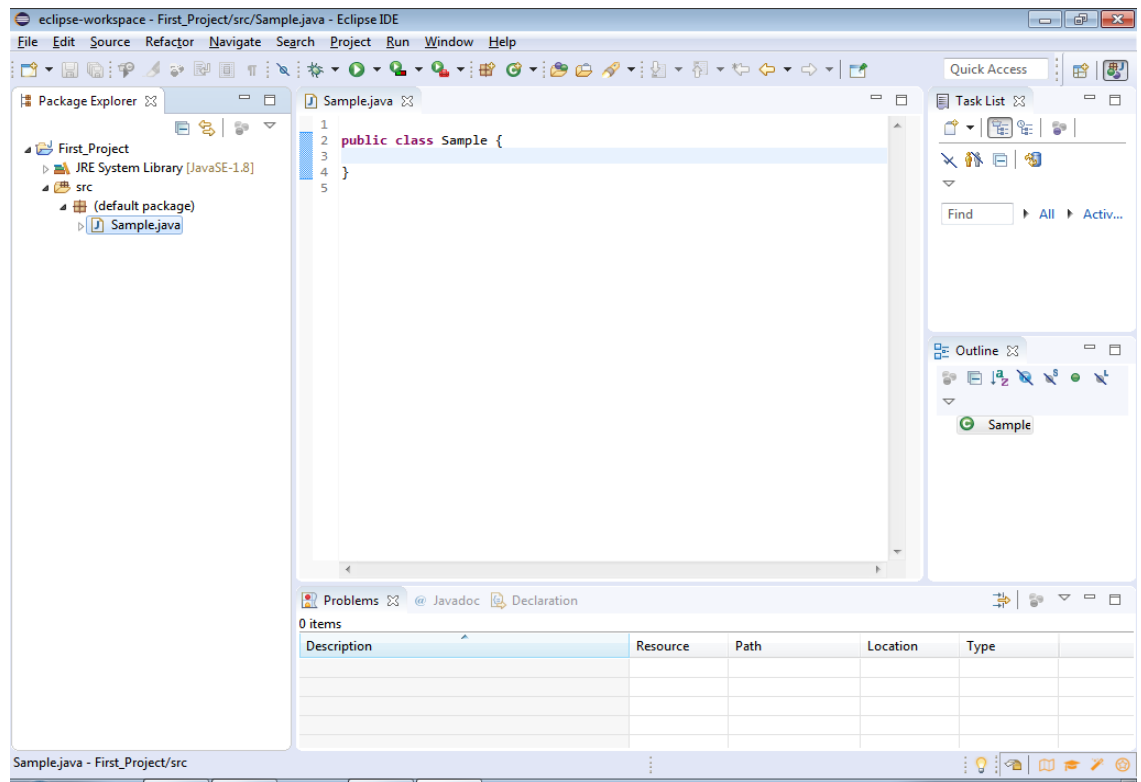 eclipse-workspace - First_Project/src/Sample.java - Eclipse IDE
File Edit Source Refactor Navigate Search Project Run Window Help
Quick Access
Package Explorer
First_Project
JRE System Library [JavaSE-1.8]
src
(default package)
Sample.java
Sample.java
1
2 public class Sample {
3
4 }
5
Task List
Find All Activ...
Outline
Sample
Problems @ Javadoc Declaration
0 items
Description Resource Path Location Type
Sample.java - First_Project/src